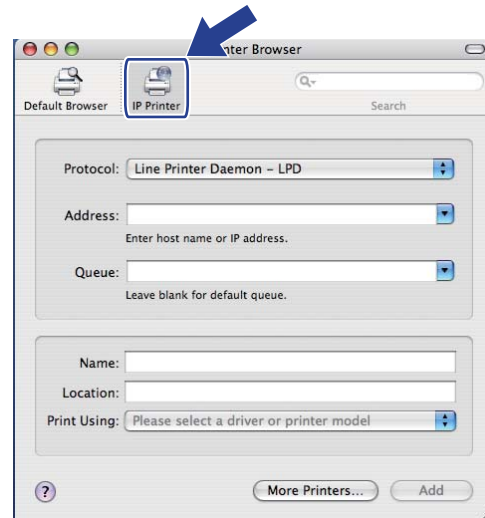 nter Browser
Default Browser
IP Printer
Q-
Search
Protocol: Line Printer Daemon – LPD
Address:
Enter host name or IP address.
Queue:
Leave blank for default queue.
Name:
Location:
Print Using: Please select a driver or printer model
? More Printers... Add